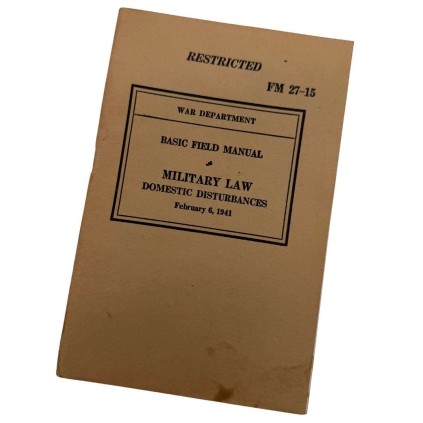 RESTRICTED
FM 27-15
WAR DEPARTMENT
BASIC FIELD MANUAL
MILITARY LAW
DOMESTIC DISTURBANCES
February 6, 1941